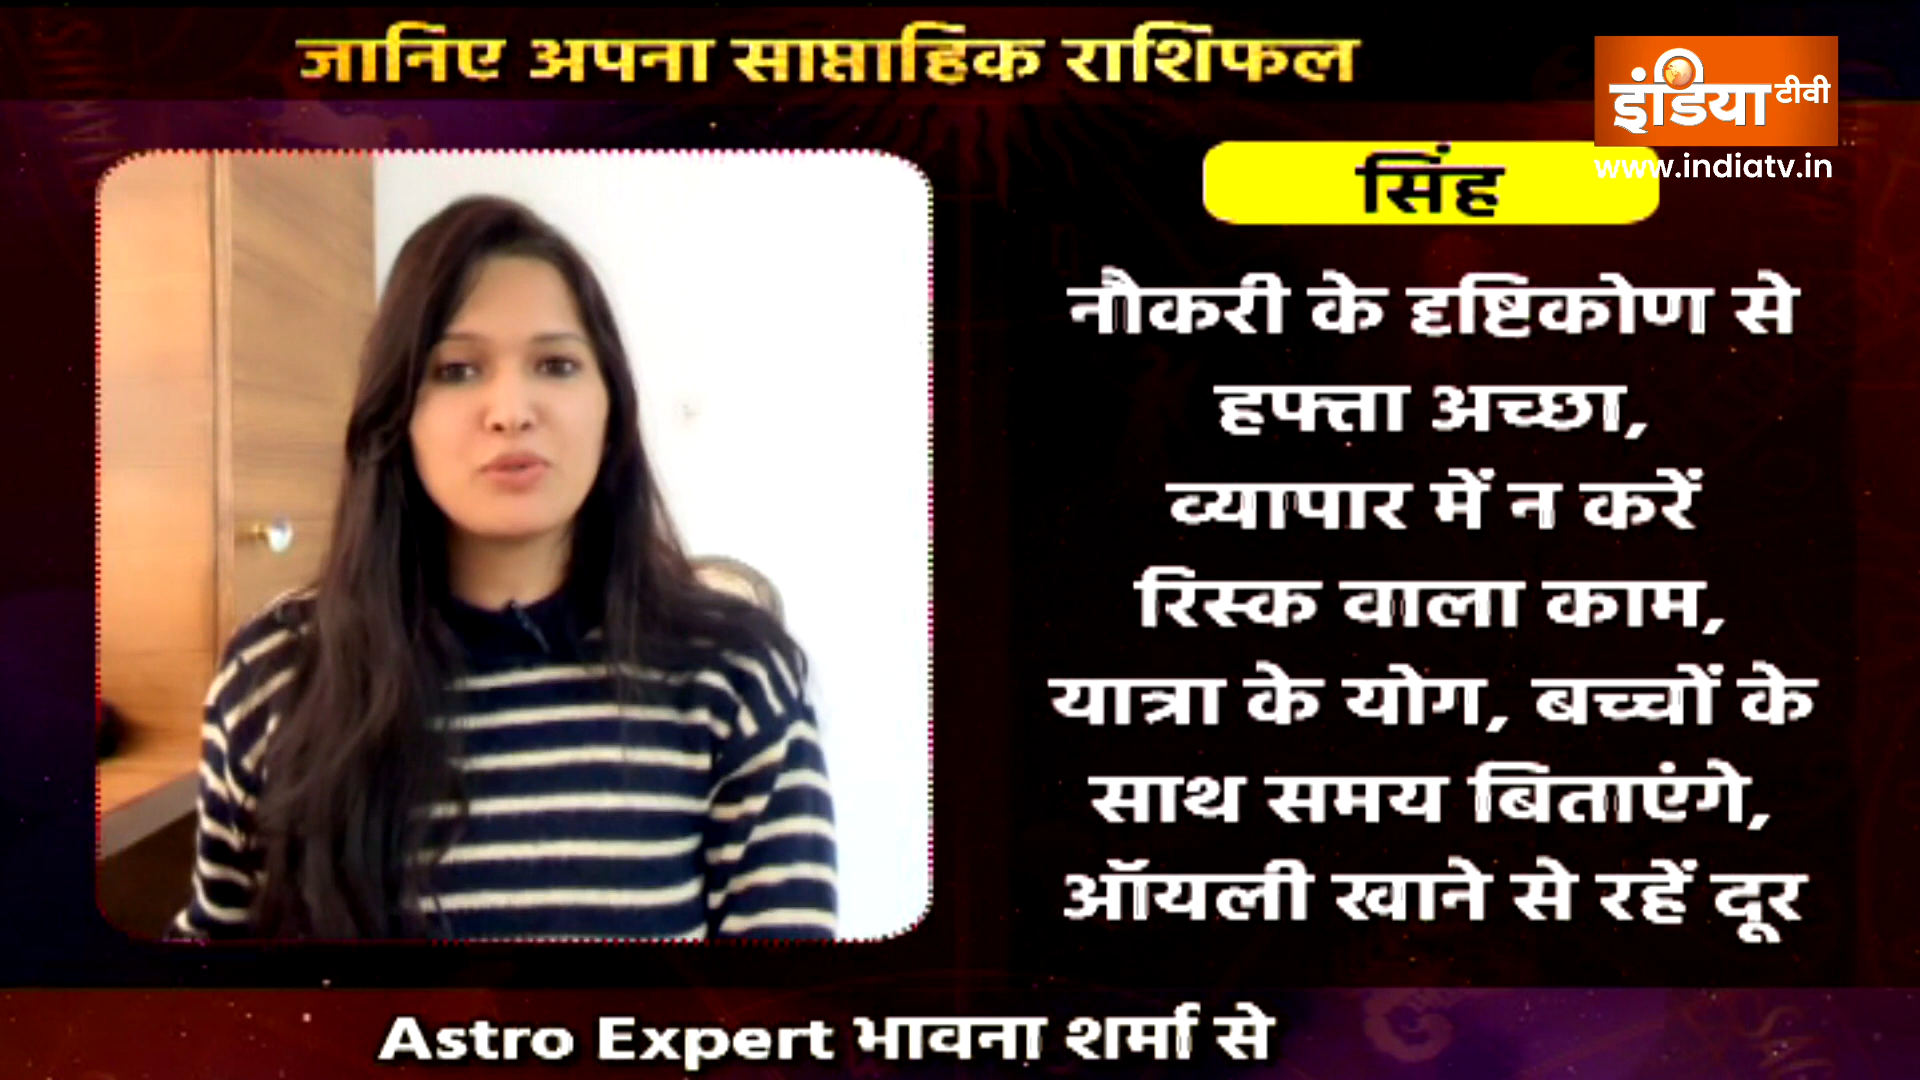 जानिए अपना साप्ताहिक राशिफल
इंडिया टीवी
www.indiatv.in
सिंह
नौकरी के दृष्टिकोण से
हफ्ता अच्छा,
व्यापार में न करें
रिस्क वाला काम,
यात्रा के योग, बच्चों के
साथ समय बिताएंगे,
ऑयली खाने से रहें दूर
Astro Expert भावना शर्मा से